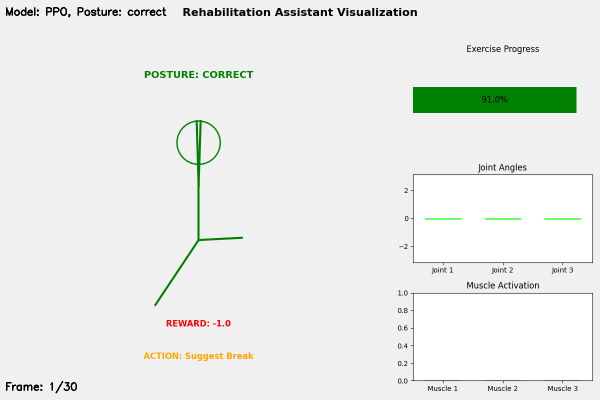 Model: PPO, Posture: correct
Rehabilitation Assistant Visualization
POSTURE: CORRECT
REWARD: -1.0
ACTION: Suggest Break
Exercise Progress
91.0%
Joint Angles
2
0
−2
Joint 1 Joint 2 Joint 3
Muscle Activation
1.0
0.8
0.6
0.4
0.2
0.0
Muscle 1 Muscle 2 Muscle 3
Frame: 1/30